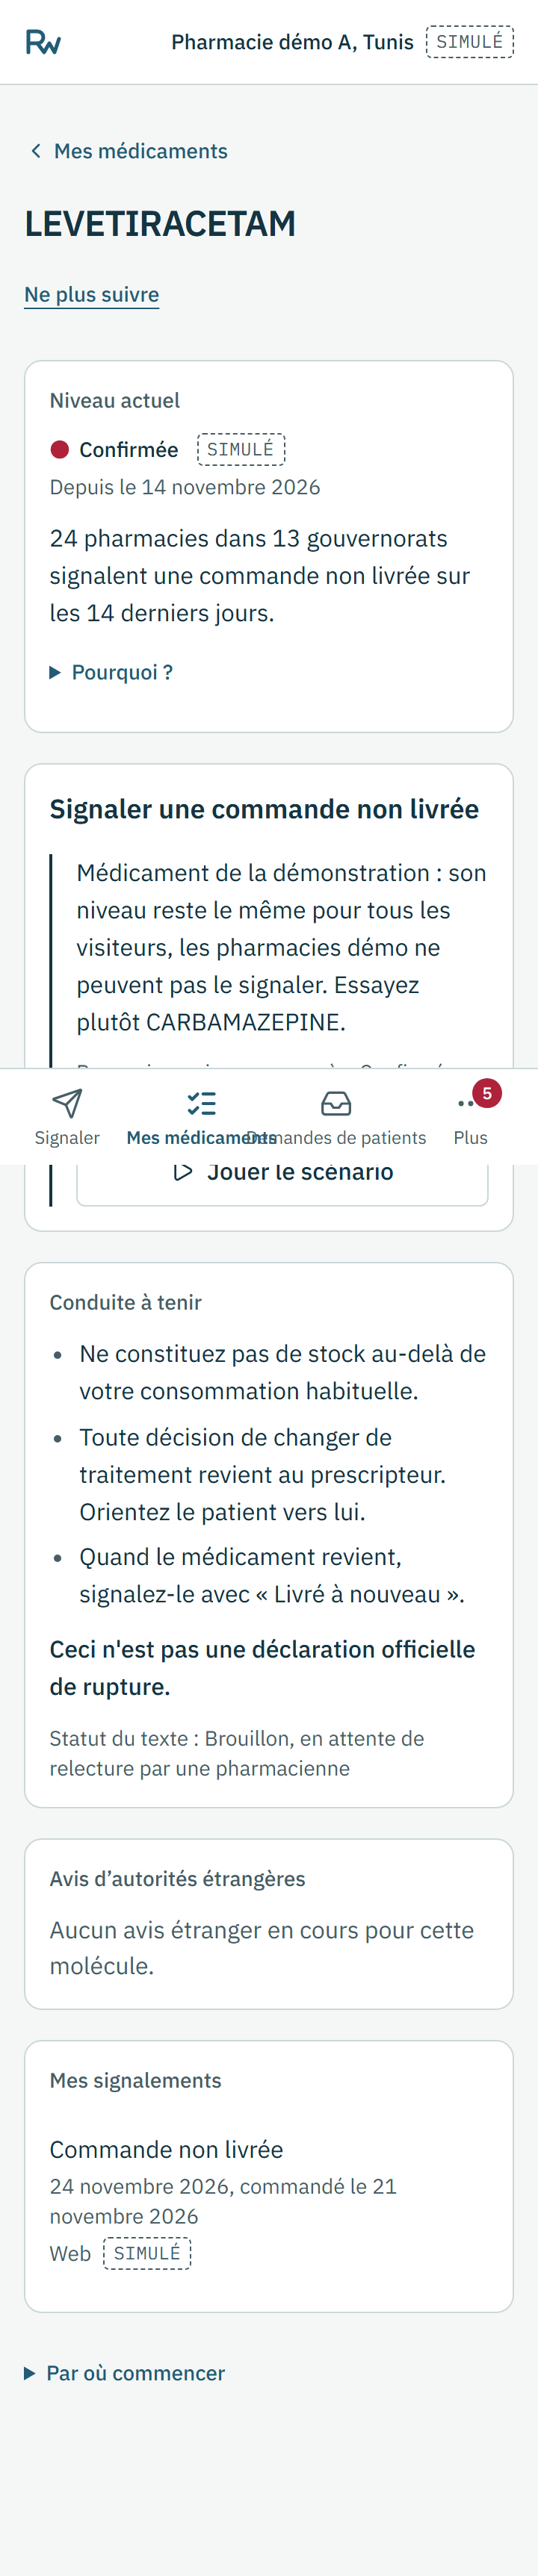 Rw
Pharmacie démo A, Tunis SIMULÉ
Mes médicaments
LEVETIRACETAM
Ne plus suivre
Niveau actuel
Confirmée SIMULÉ
Depuis le 14 novembre 2026
24 pharmacies dans 13 gouvernorats
signalent une commande non livrée sur
les 14 derniers jours.
Pourquoi ?
Signaler une commande non livrée
Médicament de la démonstration : son
niveau reste le même pour tous les
visiteurs, les pharmacies démo ne
peuvent pas le signaler. Essayez
plutôt CARBAMAZEPINE.
5
Signaler Mes médicaments Demandes de patients Plus
Jouer le scénario
Conduite à tenir
• Ne constituez pas de stock au-delà de
votre consommation habituelle.
• Toute décision de changer de
traitement revient au prescripteur.
Orientez le patient vers lui.
• Quand le médicament revient,
signalez-le avec « Livré à nouveau ».
Ceci n'est pas une déclaration officielle
de rupture.
Statut du texte : Brouillon, en attente de
relecture par une pharmacienne
Avis d’autorités étrangères
Aucun avis étranger en cours pour cette
molécule.
Mes signalements
Commande non livrée
24 novembre 2026, commandé le 21
novembre 2026
Web SIMULÉ
Par où commencer